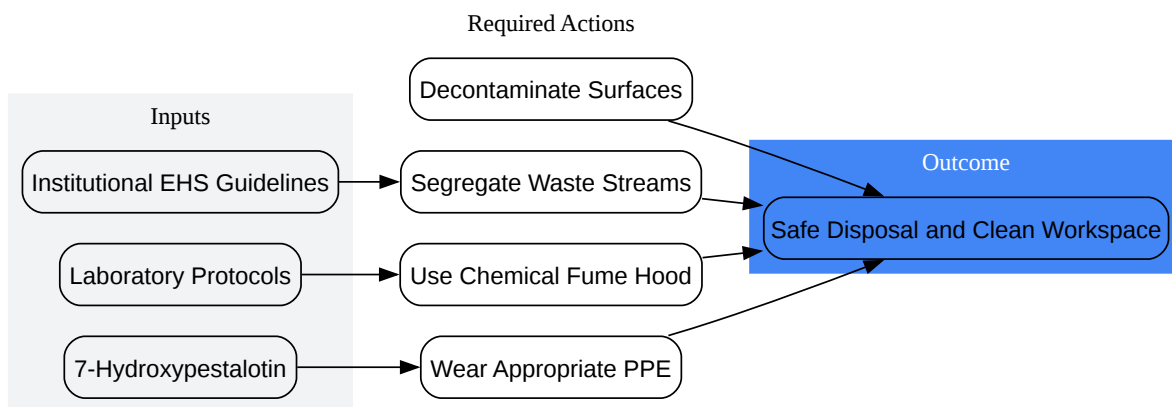 Required Actions
Decontaminate Surfaces
Inputs
Outcome
Institutional EHS Guidelines
Segregate Waste Streams
Safe Disposal and Clean Workspace
Laboratory Protocols
Use Chemical Fume Hood
7-Hydroxypestalotin
Wear Appropriate PPE